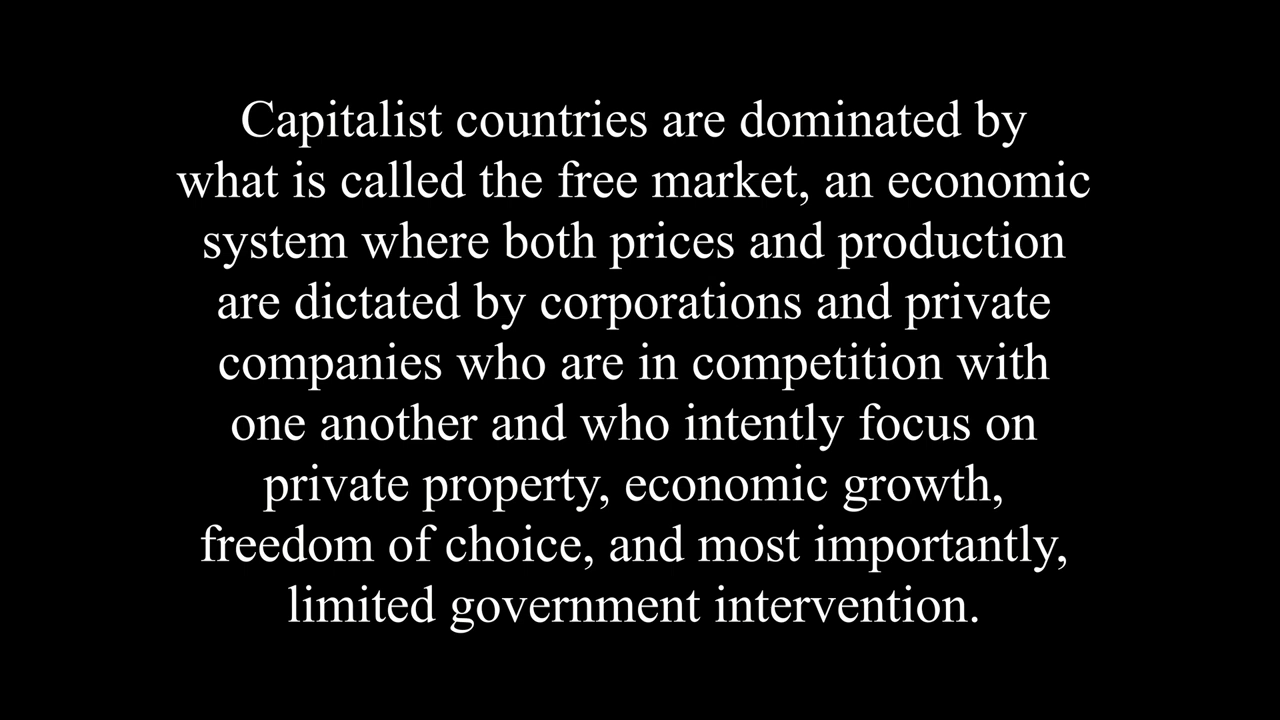 Capitalist countries are dominated by
what is called the free market, an economic
system where both prices and production
are dictated by corporations and private
companies who are in competition with
one another and who intently focus on
private property, economic growth,
freedom of choice, and most importantly,
limited government intervention.